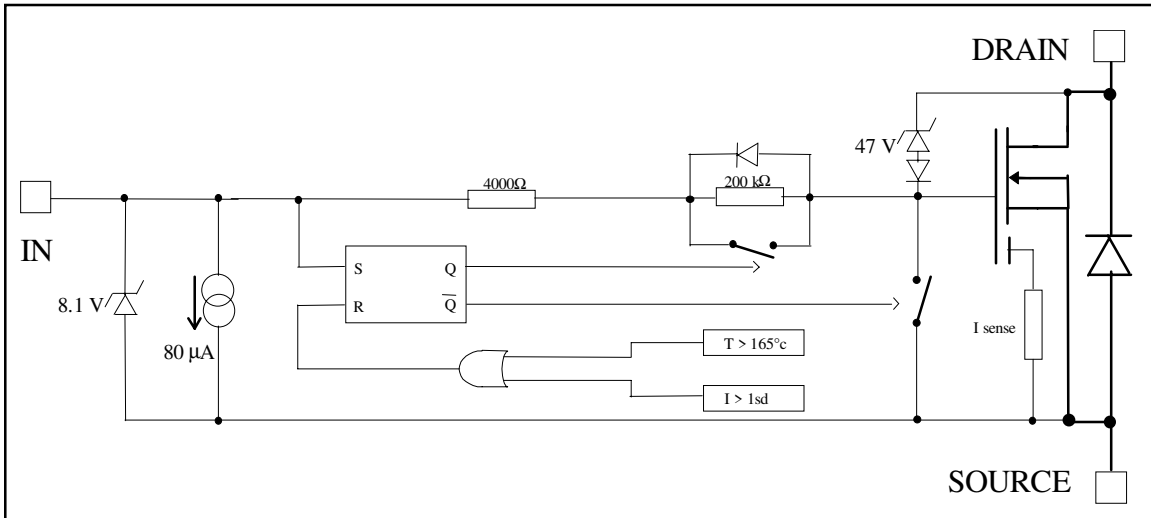 DRAIN
47 V
4000Ω
200 kΩ
IN
S
Q
R
Q̅
8.1 V
80 µA
T > 165°c
I sense
I > 1sd
SOURCE